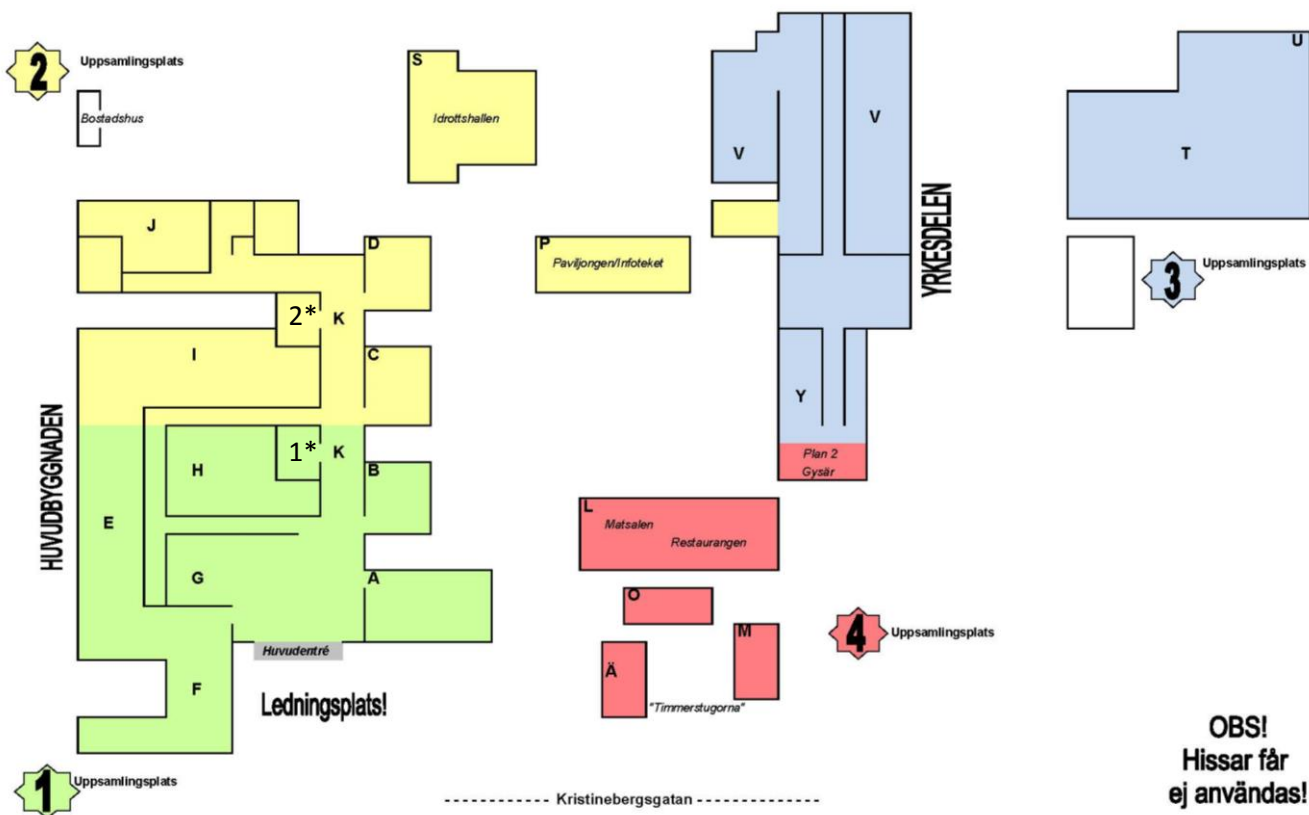 2
Uppsamlingsplats
Bostadshus
S
Idrottshallen
V
V
U
T
YRKESDELEN
J
D
P
Paviljongen/Infoteket
3
Uppsamlingsplats
2*
K
I
C
HUVUDBYGGNADEN
Y
1*
K
H
B
Plan 2
Gysär
E
L
Matsalen
Restaurangen
G
A
O
M
4
Uppsamlingsplats
Huvudentré
Ä
F
Ledningsplats!
"Timmerstugorna"
OBS!
Hissar får
ej användas!
1
Uppsamlingsplats
------------ Kristinebergsgatan ---------------